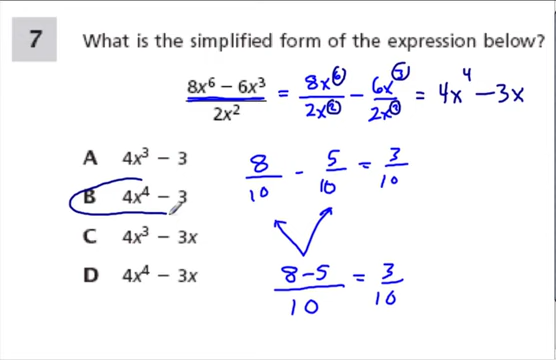 7 What is the simplified form of the expression below?
8x⁶ − 6x³ / 2x² = 8x⁶ / 2x² − 6x³ / 2x² = 4x⁴ − 3x
A 4x³ − 3
B 4x⁴ − 3
C 4x³ − 3x
D 4x⁴ − 3x
8/10 − 5/10 = 3/10
8−5 / 10 = 3/10